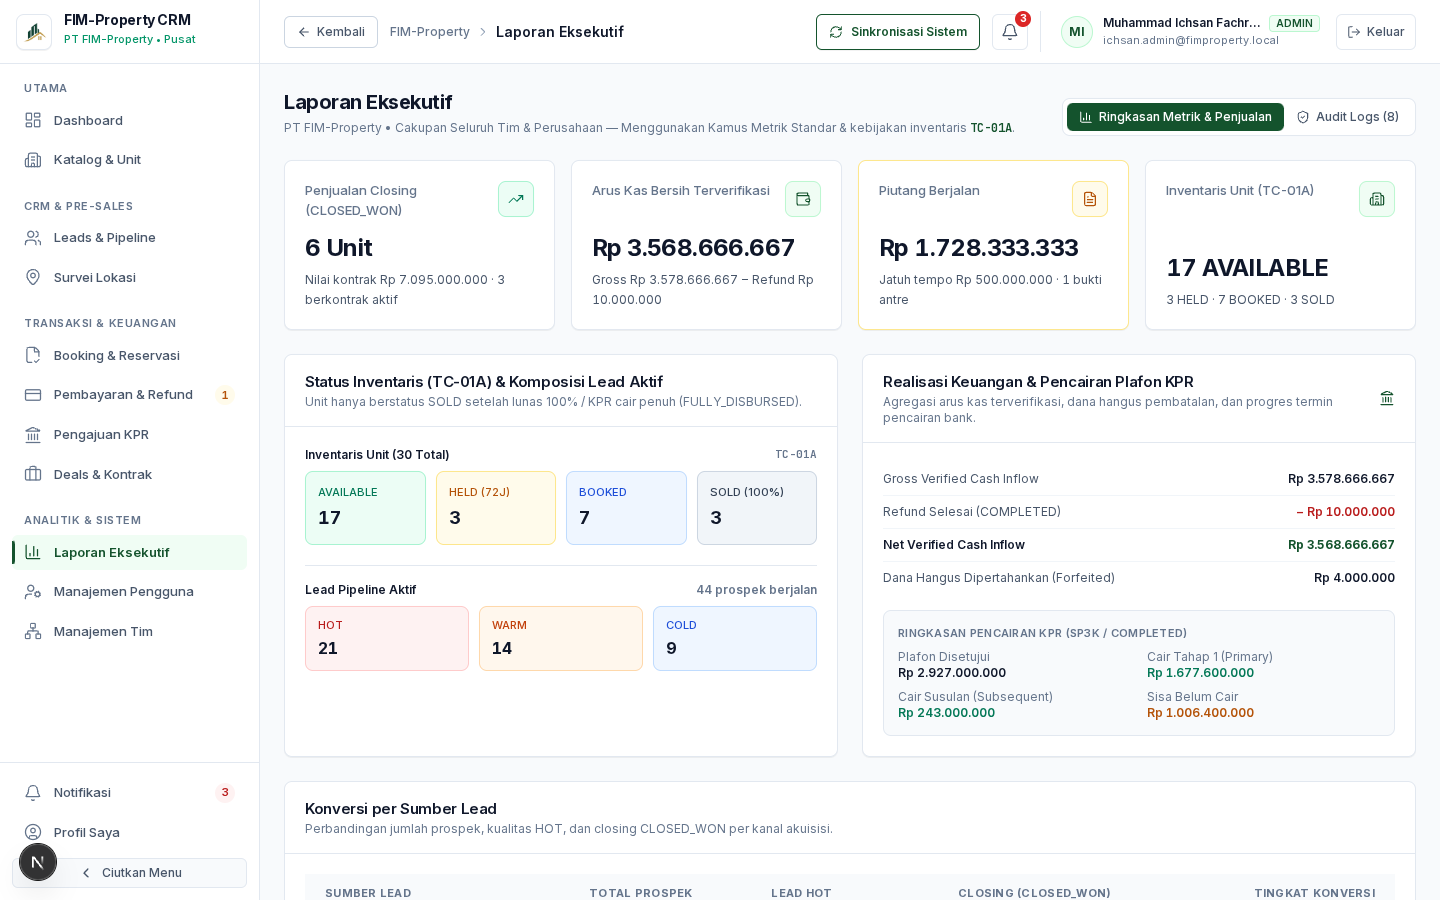 FIM-Property CRM
PT FIM-Property • Pusat
Kembali
FIM-Property > Laporan Eksekutif
Sinkronisasi Sistem
3
MI
Muhammad Ichsan Fachr...
ADMIN
ichsan.admin@fimproperty.local
Keluar
UTAMA
Dashboard
Katalog & Unit
CRM & PRE-SALES
Leads & Pipeline
Survei Lokasi
TRANSAKSI & KEUANGAN
Booking & Reservasi
Pembayaran & Refund 1
Pengajuan KPR
Deals & Kontrak
ANALITIK & SISTEM
Laporan Eksekutif
Manajemen Pengguna
Manajemen Tim
Notifikasi 3
Profil Saya
N
Ciutkan Menu
Laporan Eksekutif
PT FIM-Property • Cakupan Seluruh Tim & Perusahaan — Menggunakan Kamus Metrik Standar & kebijakan inventaris TC-01A.
Ringkasan Metrik & Penjualan
Audit Logs (8)
Penjualan Closing
(CLOSED_WON)
6 Unit
Nilai kontrak Rp 7.095.000.000 · 3
berkontrak aktif
Arus Kas Bersih Terverifikasi
Rp 3.568.666.667
Gross Rp 3.578.666.667 – Refund Rp
10.000.000
Piutang Berjalan
Rp 1.728.333.333
Jatuh tempo Rp 500.000.000 · 1 bukti
antre
Inventaris Unit (TC-01A)
17 AVAILABLE
3 HELD · 7 BOOKED · 3 SOLD
Status Inventaris (TC-01A) & Komposisi Lead Aktif
Unit hanya berstatus SOLD setelah lunas 100% / KPR cair penuh (FULLY_DISBURSED).
Inventaris Unit (30 Total)
TC-01A
AVAILABLE
17
HELD (72J)
3
BOOKED
7
SOLD (100%)
3
Lead Pipeline Aktif
44 prospek berjalan
HOT
21
WARM
14
COLD
9
Realisasi Keuangan & Pencairan Plafon KPR
Agregasi arus kas terverifikasi, dana hangus pembatalan, dan progres termin
pencairan bank.
Gross Verified Cash Inflow Rp 3.578.666.667
Refund Selesai (COMPLETED) – Rp 10.000.000
Net Verified Cash Inflow Rp 3.568.666.667
Dana Hangus Dipertahankan (Forfeited) Rp 4.000.000
RINGKASAN PENCAIRAN KPR (SP3K / COMPLETED)
Plafon Disetujui
Rp 2.927.000.000
Cair Tahap 1 (Primary)
Rp 1.677.600.000
Cair Susulan (Subsequent)
Rp 243.000.000
Sisa Belum Cair
Rp 1.006.400.000
Konversi per Sumber Lead
Perbandingan jumlah prospek, kualitas HOT, dan closing CLOSED_WON per kanal akuisisi.
SUMBER LEAD TOTAL PROSPEK LEAD HOT CLOSING (CLOSED_WON) TINGKAT KONVERSI